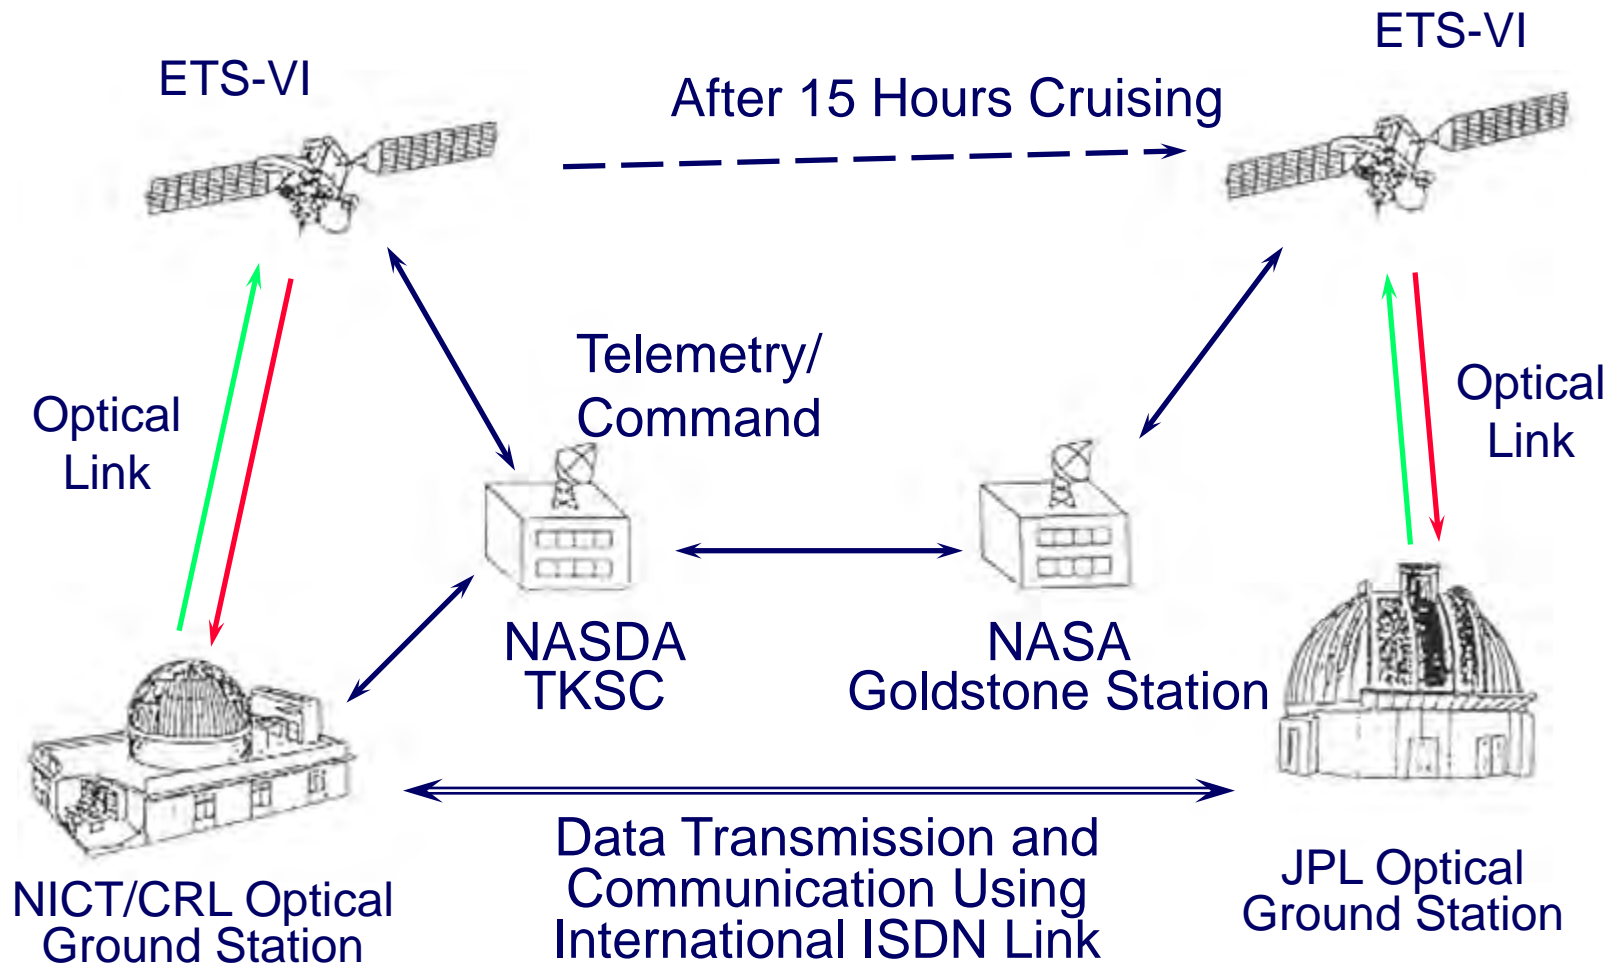 ETS-VI
After 15 Hours Cruising
ETS-VI
Optical
Link
Telemetry/
Command
Optical
Link
NASDA
TKSC
NASA
Goldstone Station
NICT/CRL Optical
Ground Station
Data Transmission and
Communication Using
International ISDN Link
JPL Optical
Ground Station